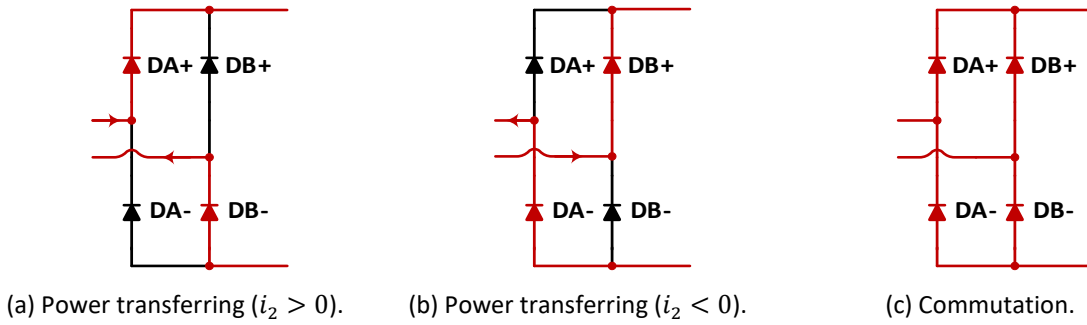 DA+ DB+ DA+ DB+ DA+ DB+
DA- DB- DA- DB- DA- DB-
(a) Power transferring (𝑖₂ > 0). (b) Power transferring (𝑖₂ < 0). (c) Commutation.